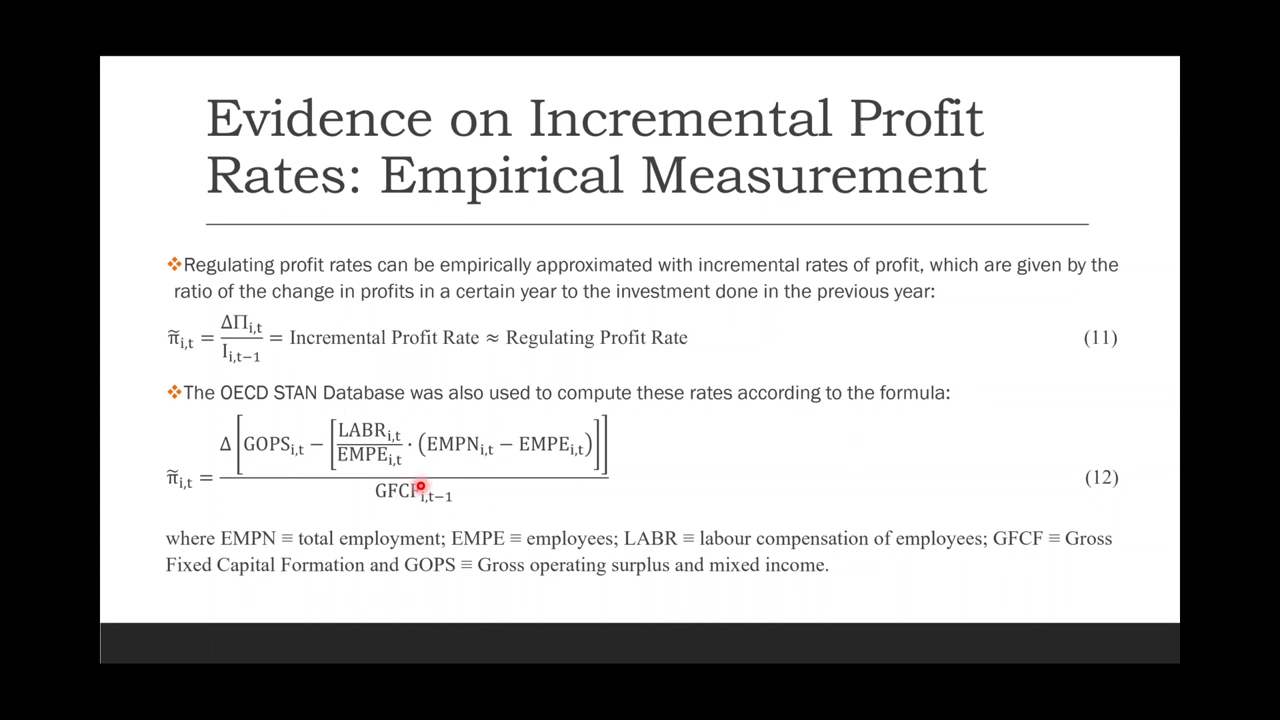 Evidence on Incremental Profit
Rates: Empirical Measurement
❖Regulating profit rates can be empirically approximated with incremental rates of profit, which are given by the
ratio of the change in profits in a certain year to the investment done in the previous year:
π̃i,t = ΔΠi,t / Ii,t−1 = Incremental Profit Rate ≈ Regulating Profit Rate (11)
❖The OECD STAN Database was also used to compute these rates according to the formula:
π̃i,t = Δ[GOPSi,t − [LABRi,t / EMPEi,t · (EMPNi,t − EMPEi,t)]] / GFCFi,t−1 (12)
where EMPN ≡ total employment; EMPE ≡ employees; LABR ≡ labour compensation of employees; GFCF ≡ Gross
Fixed Capital Formation and GOPS ≡ Gross operating surplus and mixed income.